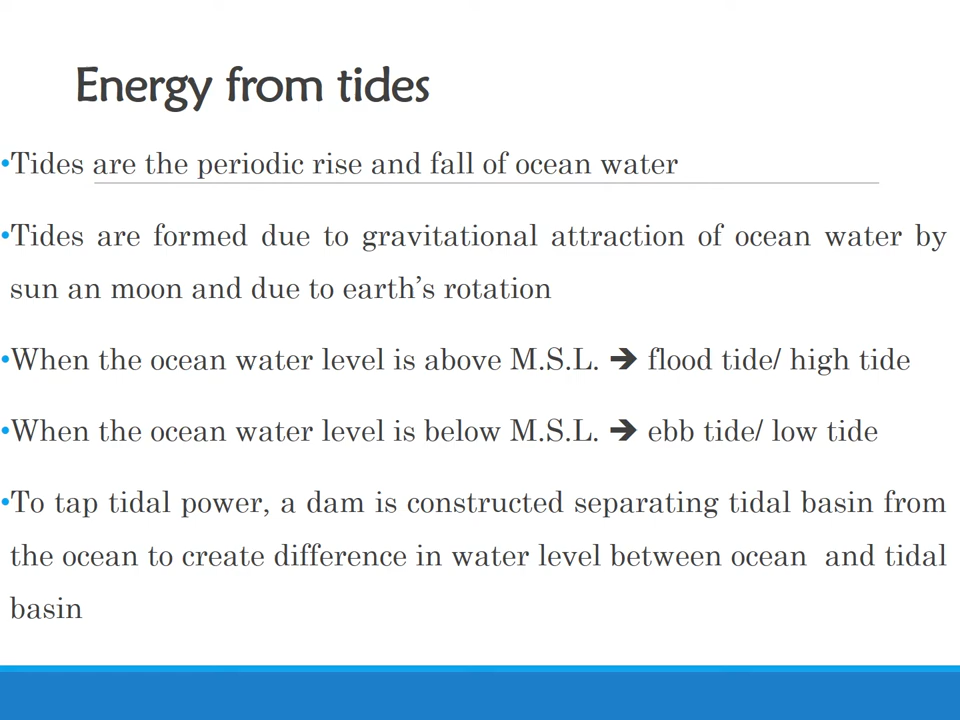 Energy from tides
•Tides are the periodic rise and fall of ocean water
•Tides are formed due to gravitational attraction of ocean water by
sun an moon and due to earth’s rotation
•When the ocean water level is above M.S.L. ➔ flood tide/ high tide
•When the ocean water level is below M.S.L. ➔ ebb tide/ low tide
•To tap tidal power, a dam is constructed separating tidal basin from
the ocean to create difference in water level between ocean  and tidal
basin